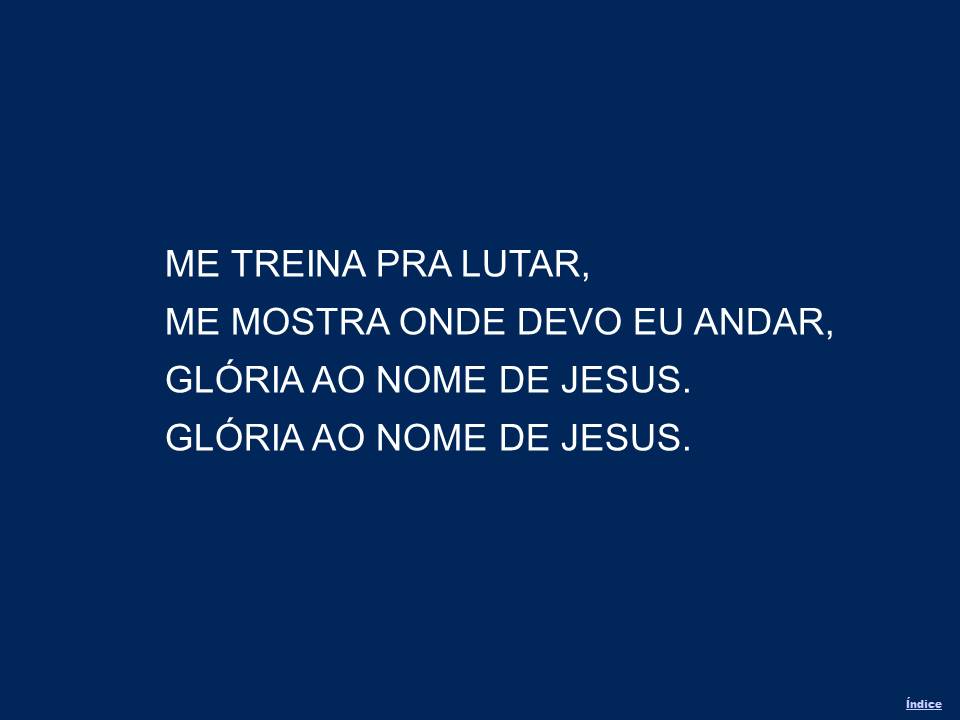 ME TREINA PRA LUTAR,
ME MOSTRA ONDE DEVO EU ANDAR,
GLÓRIA AO NOME DE JESUS.
GLÓRIA AO NOME DE JESUS.
Índice